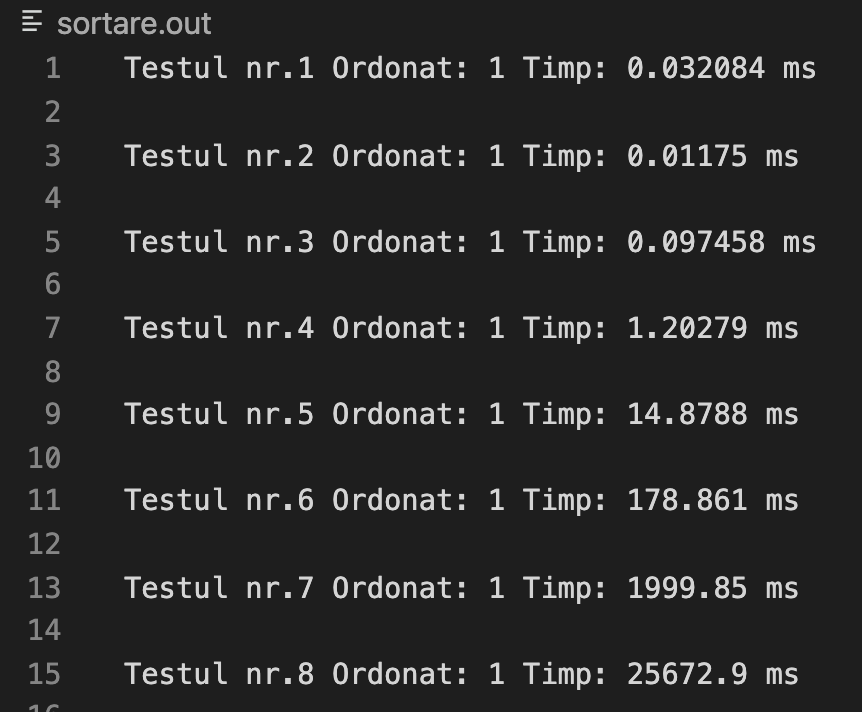 sortare.out
1 Testul nr.1 Ordonat: 1 Timp: 0.032084 ms
2
3 Testul nr.2 Ordonat: 1 Timp: 0.01175 ms
4
5 Testul nr.3 Ordonat: 1 Timp: 0.097458 ms
6
7 Testul nr.4 Ordonat: 1 Timp: 1.20279 ms
8
9 Testul nr.5 Ordonat: 1 Timp: 14.8788 ms
10
11 Testul nr.6 Ordonat: 1 Timp: 178.861 ms
12
13 Testul nr.7 Ordonat: 1 Timp: 1999.85 ms
14
15 Testul nr.8 Ordonat: 1 Timp: 25672.9 ms
16